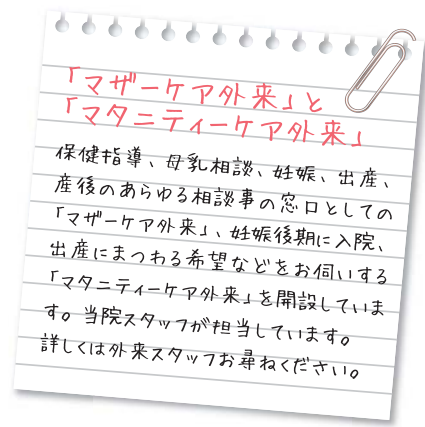 「マザーケア外来」と
「マタニティーケア外来」
保健指導、母乳相談、妊娠、出産、
産後のあらゆる相談事の窓口としての
「マザーケア外来」、妊娠後期に入院、
出産にまつわる希望などをお伺いする
「マタニティーケア外来」を開設していま
す。当院スタッフが担当しています。
詳しくは外来スタッフお尋ねください。